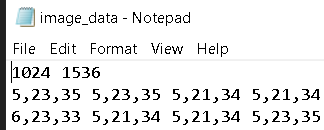 image_data - Notepad
File Edit Format View Help
1024 1536
5,23,35 5,23,35 5,21,34 5,21,34
6,23,33 5,21,34 5,21,34 5,23,35